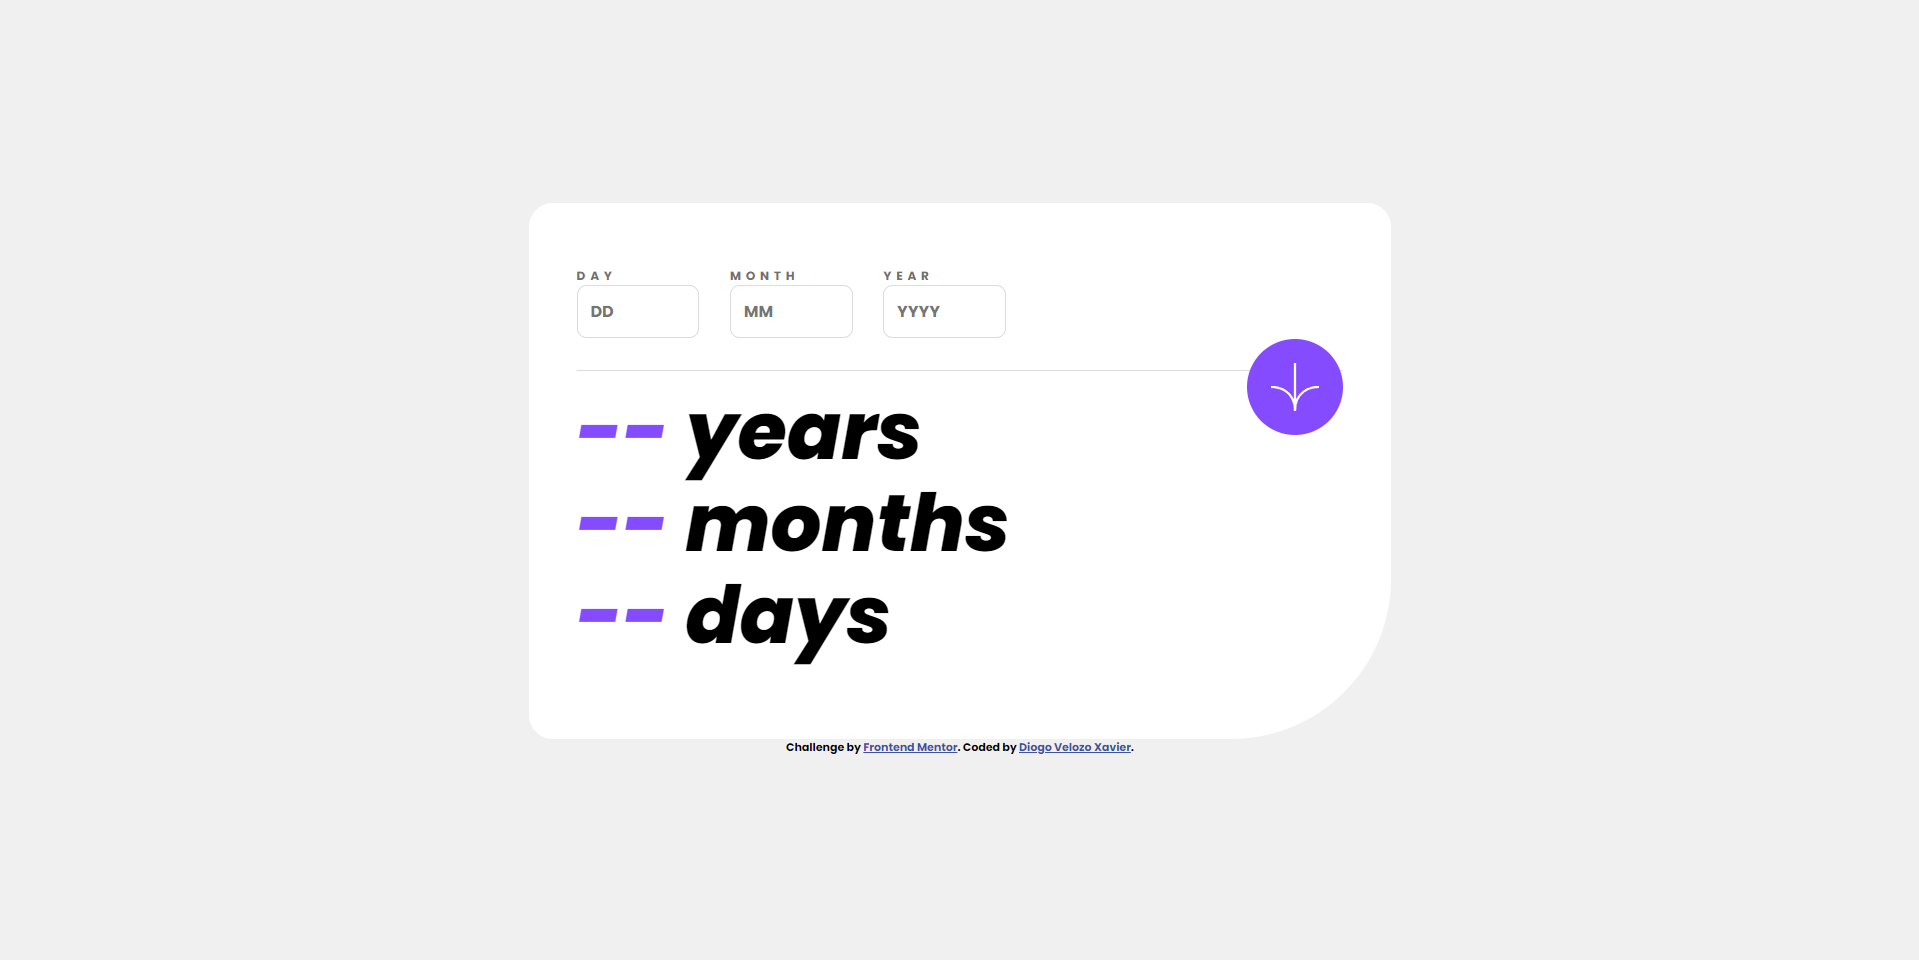 DAY MONTH YEAR
DD MM YYYY
-- years
-- months
-- days
Challenge by Frontend Mentor. Coded by Diogo Velozo Xavier.